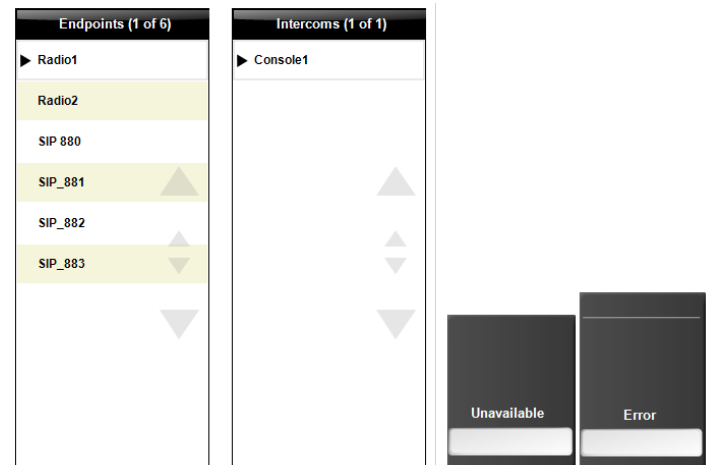 Endpoints (1 of 6)
Radio1
Radio2
SIP 880
SIP_881
SIP_882
SIP_883
Intercoms (1 of 1)
Console1
Unavailable
Error